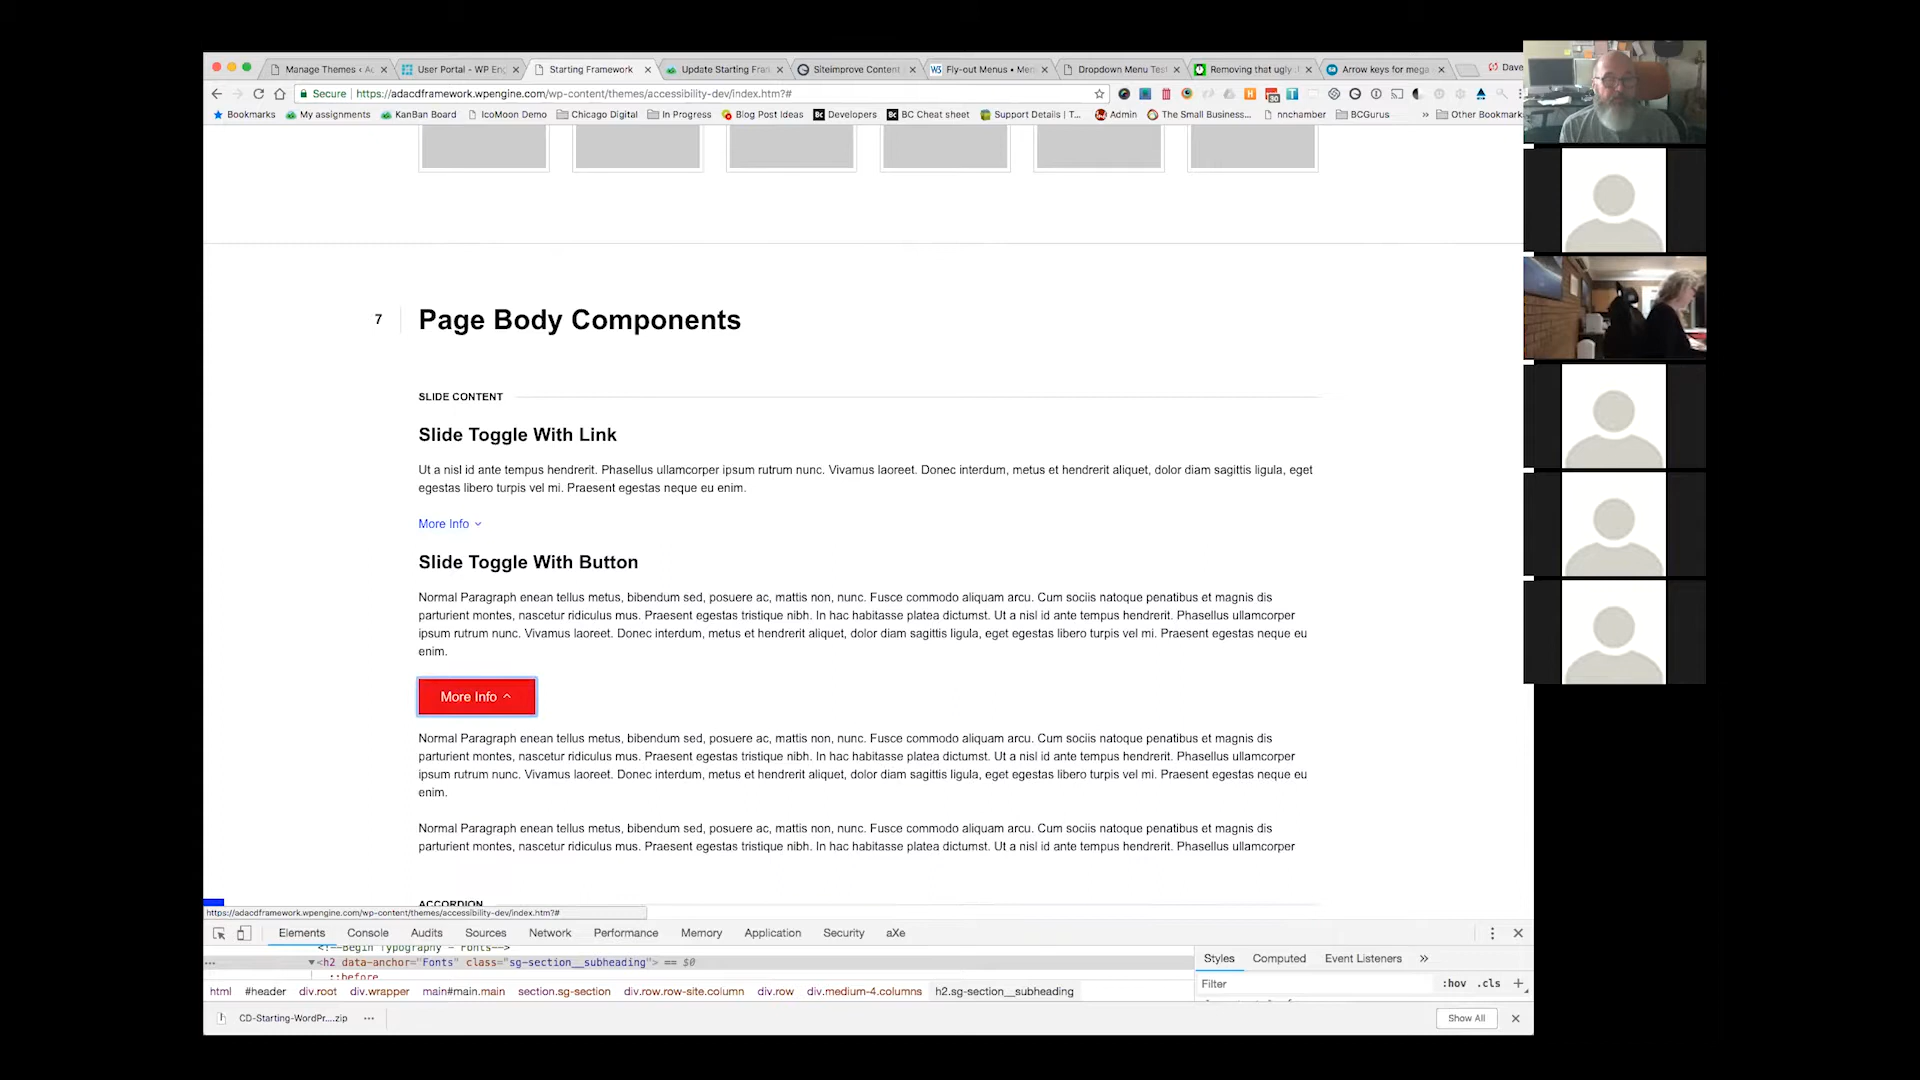 Manage Themes ‹ Ac
User Portal - WP Eng
Starting Framework
Update Starting Fram
Siteimprove Content
Fly-out Menus • Men
Dropdown Menu Test
Removing that ugly
Arrow keys for mega
Dave
Secure
https://adacdframework.wpengine.com/wp-content/themes/accessibility-dev/index.htm?#
Bookmarks
My assignments
KanBan Board
IcoMoon Demo
Chicago Digital
In Progress
Blog Post Ideas
Developers
BC Cheat sheet
Support Details | T...
Admin
The Small Business...
nnchamber
BCGurus
»
Other Bookmark
7
Page Body Components
SLIDE CONTENT
Slide Toggle With Link
Ut a nisl id ante tempus hendrerit. Phasellus ullamcorper ipsum rutrum nunc. Vivamus laoreet. Donec interdum, metus et hendrerit aliquet, dolor diam sagittis ligula, eget
egestas libero turpis vel mi. Praesent egestas neque eu enim.
More Info
Slide Toggle With Button
Normal Paragraph enean tellus metus, bibendum sed, posuere ac, mattis non, nunc. Fusce commodo aliquam arcu. Cum sociis natoque penatibus et magnis dis
parturient montes, nascetur ridiculus mus. Praesent egestas tristique nibh. In hac habitasse platea dictumst. Ut a nisl id ante tempus hendrerit. Phasellus ullamcorper
ipsum rutrum nunc. Vivamus laoreet. Donec interdum, metus et hendrerit aliquet, dolor diam sagittis ligula, eget egestas libero turpis vel mi. Praesent egestas neque eu
enim.
More Info
Normal Paragraph enean tellus metus, bibendum sed, posuere ac, mattis non, nunc. Fusce commodo aliquam arcu. Cum sociis natoque penatibus et magnis dis
parturient montes, nascetur ridiculus mus. Praesent egestas tristique nibh. In hac habitasse platea dictumst. Ut a nisl id ante tempus hendrerit. Phasellus ullamcorper
ipsum rutrum nunc. Vivamus laoreet. Donec interdum, metus et hendrerit aliquet, dolor diam sagittis ligula, eget egestas libero turpis vel mi. Praesent egestas neque eu
enim.
Normal Paragraph enean tellus metus, bibendum sed, posuere ac, mattis non, nunc. Fusce commodo aliquam arcu. Cum sociis natoque penatibus et magnis dis
parturient montes, nascetur ridiculus mus. Praesent egestas tristique nibh. In hac habitasse platea dictumst. Ut a nisl id ante tempus hendrerit. Phasellus ullamcorper
ACCORDION
https://adacdframework.wpengine.com/wp-content/themes/accessibility-dev/index.htm?#
Elements
Console
Audits
Sources
Network
Performance
Memory
Application
Security
aXe
<!--Begin Typography - Fonts-->
<h2 data-anchor="Fonts" class="sg-section__subheading"> == $0
::before
Styles
Computed
Event Listeners
»
Filter
:hov .cls
html #header div.root div.wrapper main#main.main section.sg-section div.row.row-site.column div.row div.medium-4.columns h2.sg-section__subheading
CD-Starting-WordPr....zip
Show All